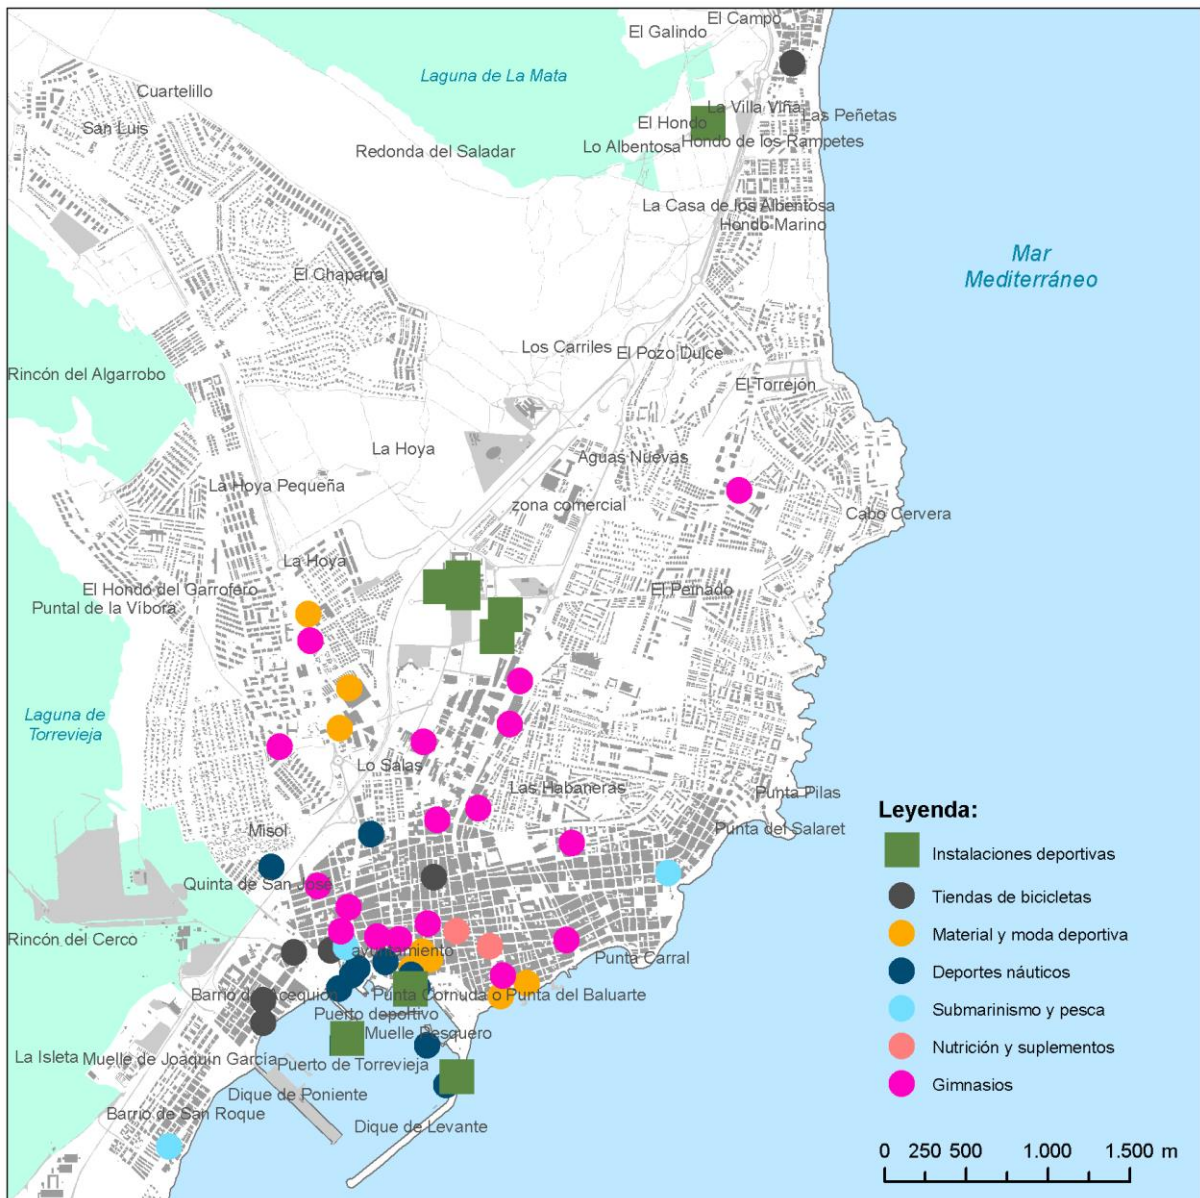 El Campo
El Galindo
Laguna de La Mata
Cuartelillo
La Villa Viña
Las Peñetas
San Luis
El Hondo
Hondo de los Rampetes
Lo Albentosa
Redonda del Saladar
La Casa de los Albentosa
Hondo Marino
Mar
Mediterráneo
El Chaparral
Los Carriles
El Pozo Dulce
Rincón del Algarrobo
El Torrejón
La Hoya
Aguas Nuevas
La Hoya Pequeña
zona comercial
Cabo Cervera
La Hoya
El Hondo del Garrofero
Puntal de la Víbora
Laguna de
Torrevieja
Lo Salas
Las Habaneras
Punta Pilas
Punta del Salaret
Misol
Quinta de San José
Rincón del Cerco
ayuntamiento
Punta Carral
Punta Cornuda o Punta del Baluarte
Puerto deportivo
La Isleta
Muelle de Joaquín García
Puerto de Torrevieja
Dique de Poniente
Barrio de San Roque
Dique de Levante
Leyenda:
Instalaciones deportivas
Tiendas de bicicletas
Material y moda deportiva
Deportes náuticos
Submarinismo y pesca
Nutrición y suplementos
Gimnasios
0 250 500 1.000 1.500 m